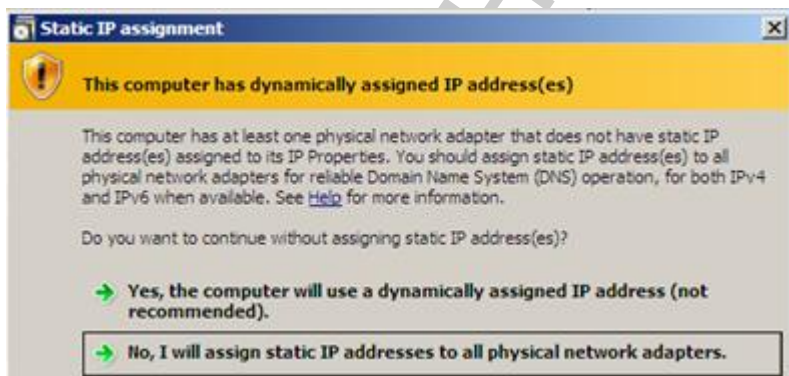 Static IP assignment
This computer has dynamically assigned IP address(es)
This computer has at least one physical network adapter that does not have static IP
address(es) assigned to its IP Properties. You should assign static IP address(es) to all
physical network adapters for reliable Domain Name System (DNS) operation, for both IPv4
and IPv6 when available. See Help for more information.
Do you want to continue without assigning static IP address(es)?
Yes, the computer will use a dynamically assigned IP address (not
recommended).
No, I will assign static IP addresses to all physical network adapters.